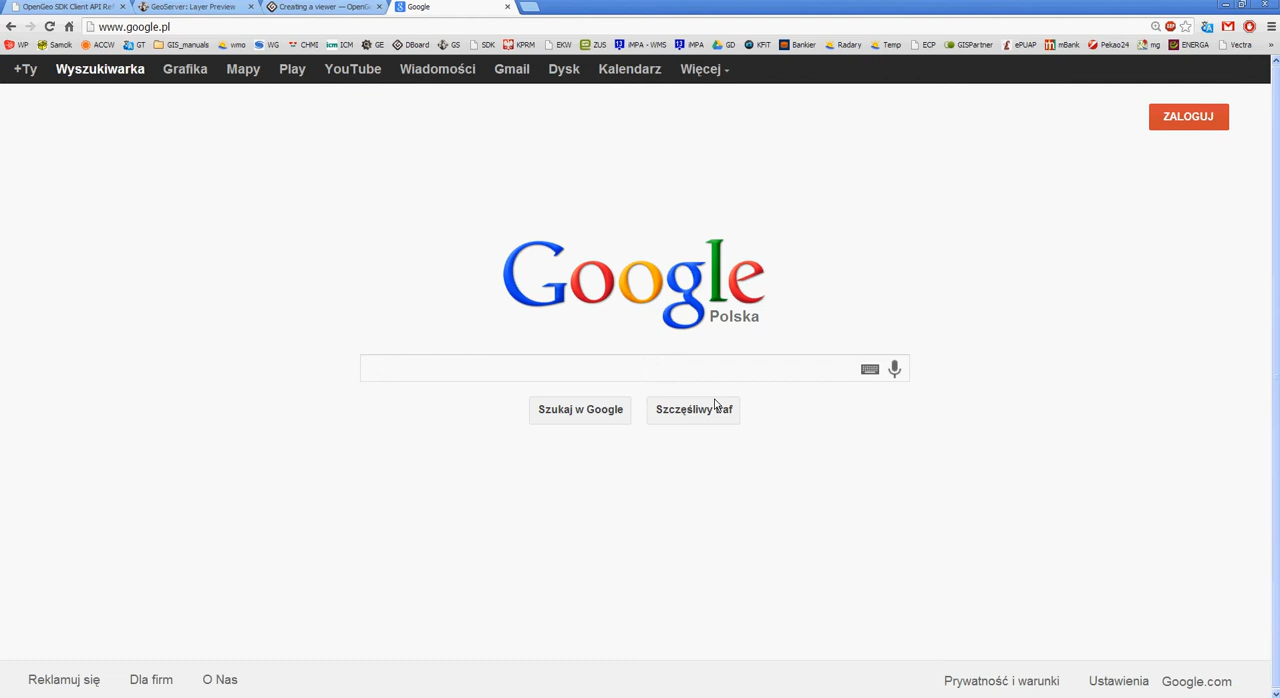 OpenGeo SDK Client API Re GeoServer: Layer Preview Creating a viewer — OpenG Google
www.google.pl
WP Samcik ACCW GT GIS_manuals wmo WG CHMI icm ICM GE DBoard GS SDK KPRM EKW ZUS iMPA - WMS iMPA GD KFiT Bankier Radary Temp ECP GISPartner ePUAP mBank Pekao24 mg ENERGA Vectra »
+Ty Wyszukiwarka Grafika Mapy Play YouTube Wiadomości Gmail Dysk Kalendarz Więcej
ZALOGUJ
Google
Polska
Szukaj w Google Szczęśliwy traf
Reklamuj się Dla firm O Nas Prywatność i warunki Ustawienia Google.com